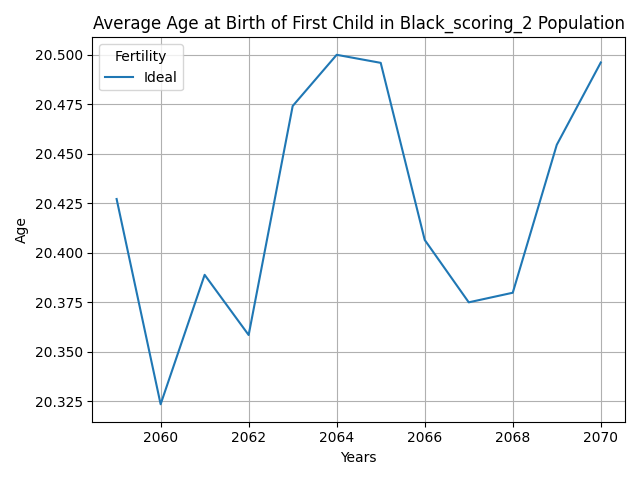 Average Age at Birth of First Child in Black_scoring_2 Population
Fertility
Ideal
20.500
20.475
20.450
20.425
20.400
20.375
20.350
20.325
Age
2060 2062 2064 2066 2068 2070
Years